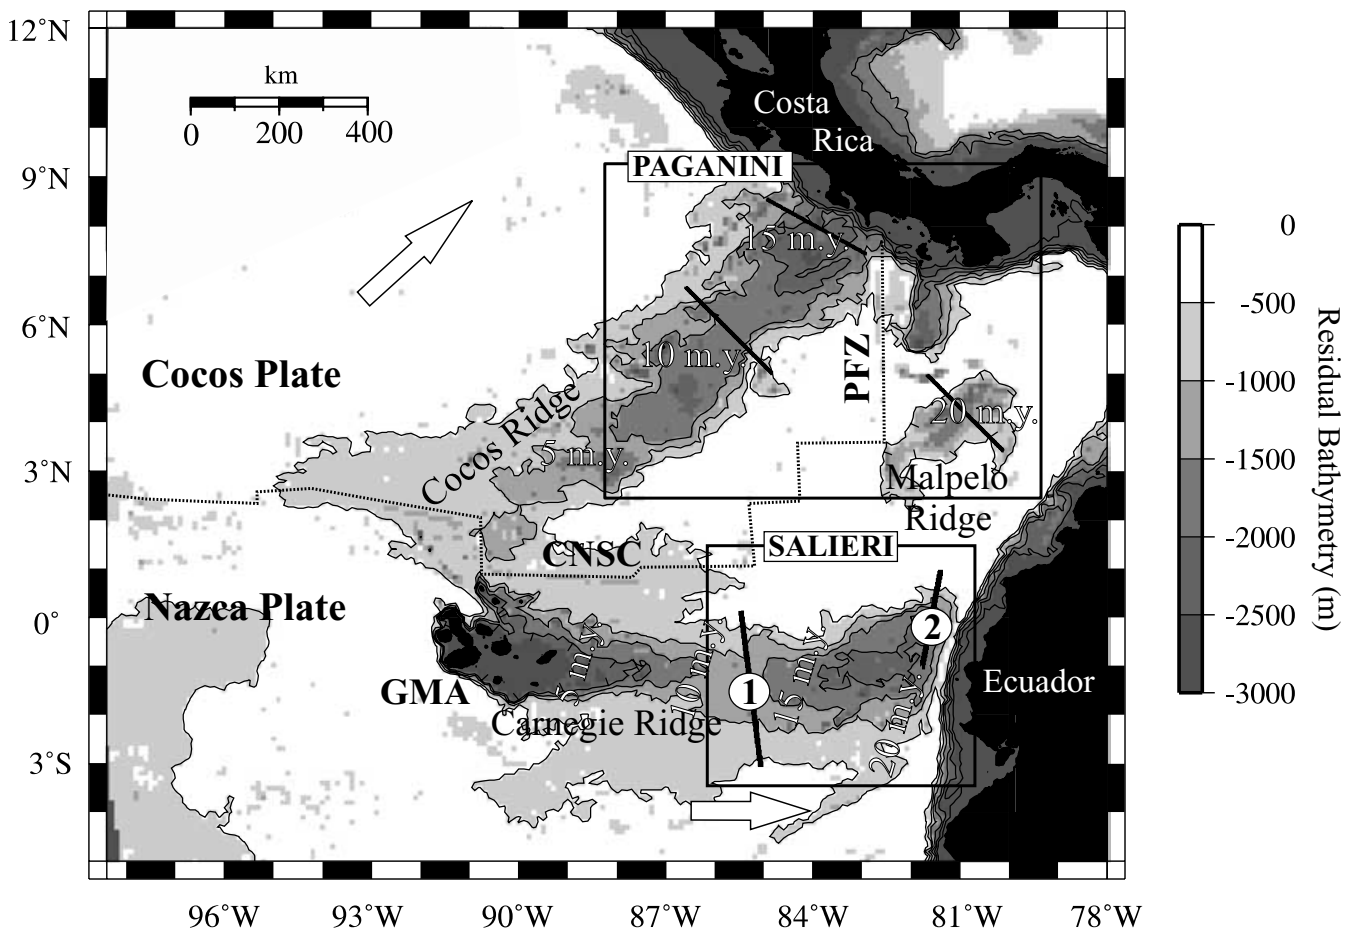 12°N
9°N
6°N
3°N
0°
3°S
96°W
93°W
90°W
87°W
84°W
81°W
78°W
km
0
200
400
Costa
Rica
PAGANINI
15 m.y.
10 m.y.
5 m.y.
20 m.y.
Cocos Plate
Cocos Ridge
PFZ
Malpelo
Ridge
CNSC
SALIERI
Nazca Plate
GMA
Carnegie Ridge
5 m.y.
10 m.y.
15 m.y.
20 m.y.
1
2
Ecuador
0
-500
-1000
-1500
-2000
-2500
-3000
Residual Bathymetry (m)